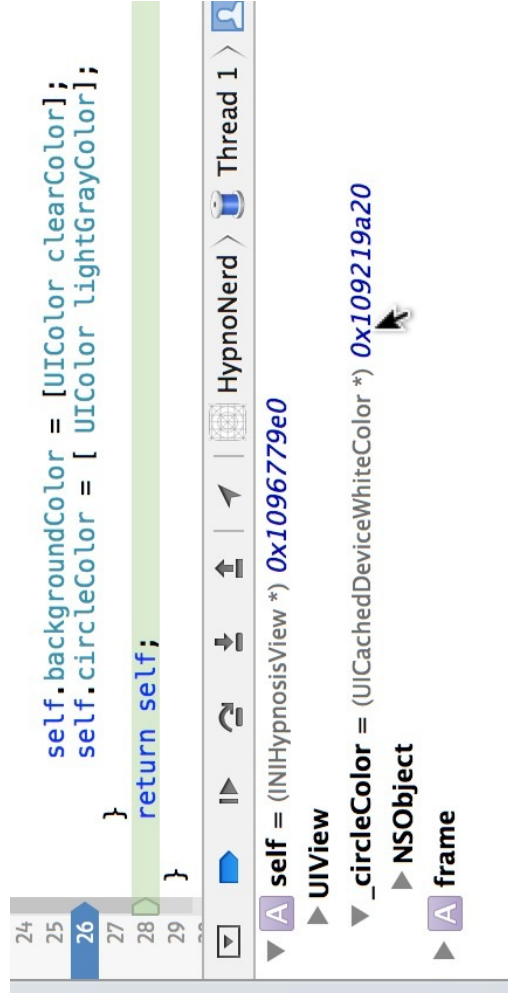 24
25 self.backgroundColor = [UIColor clearColor];
26 self.circleColor = [ UIColor lightGrayColor];
27 }
28 return self;
29 }
HypnoNerd Thread 1
A self = (INIHypnosisView *) 0x1096779e0
UIView
_circleColor = (UICachedDeviceWhiteColor *) 0x109219a20
NSObject
A frame